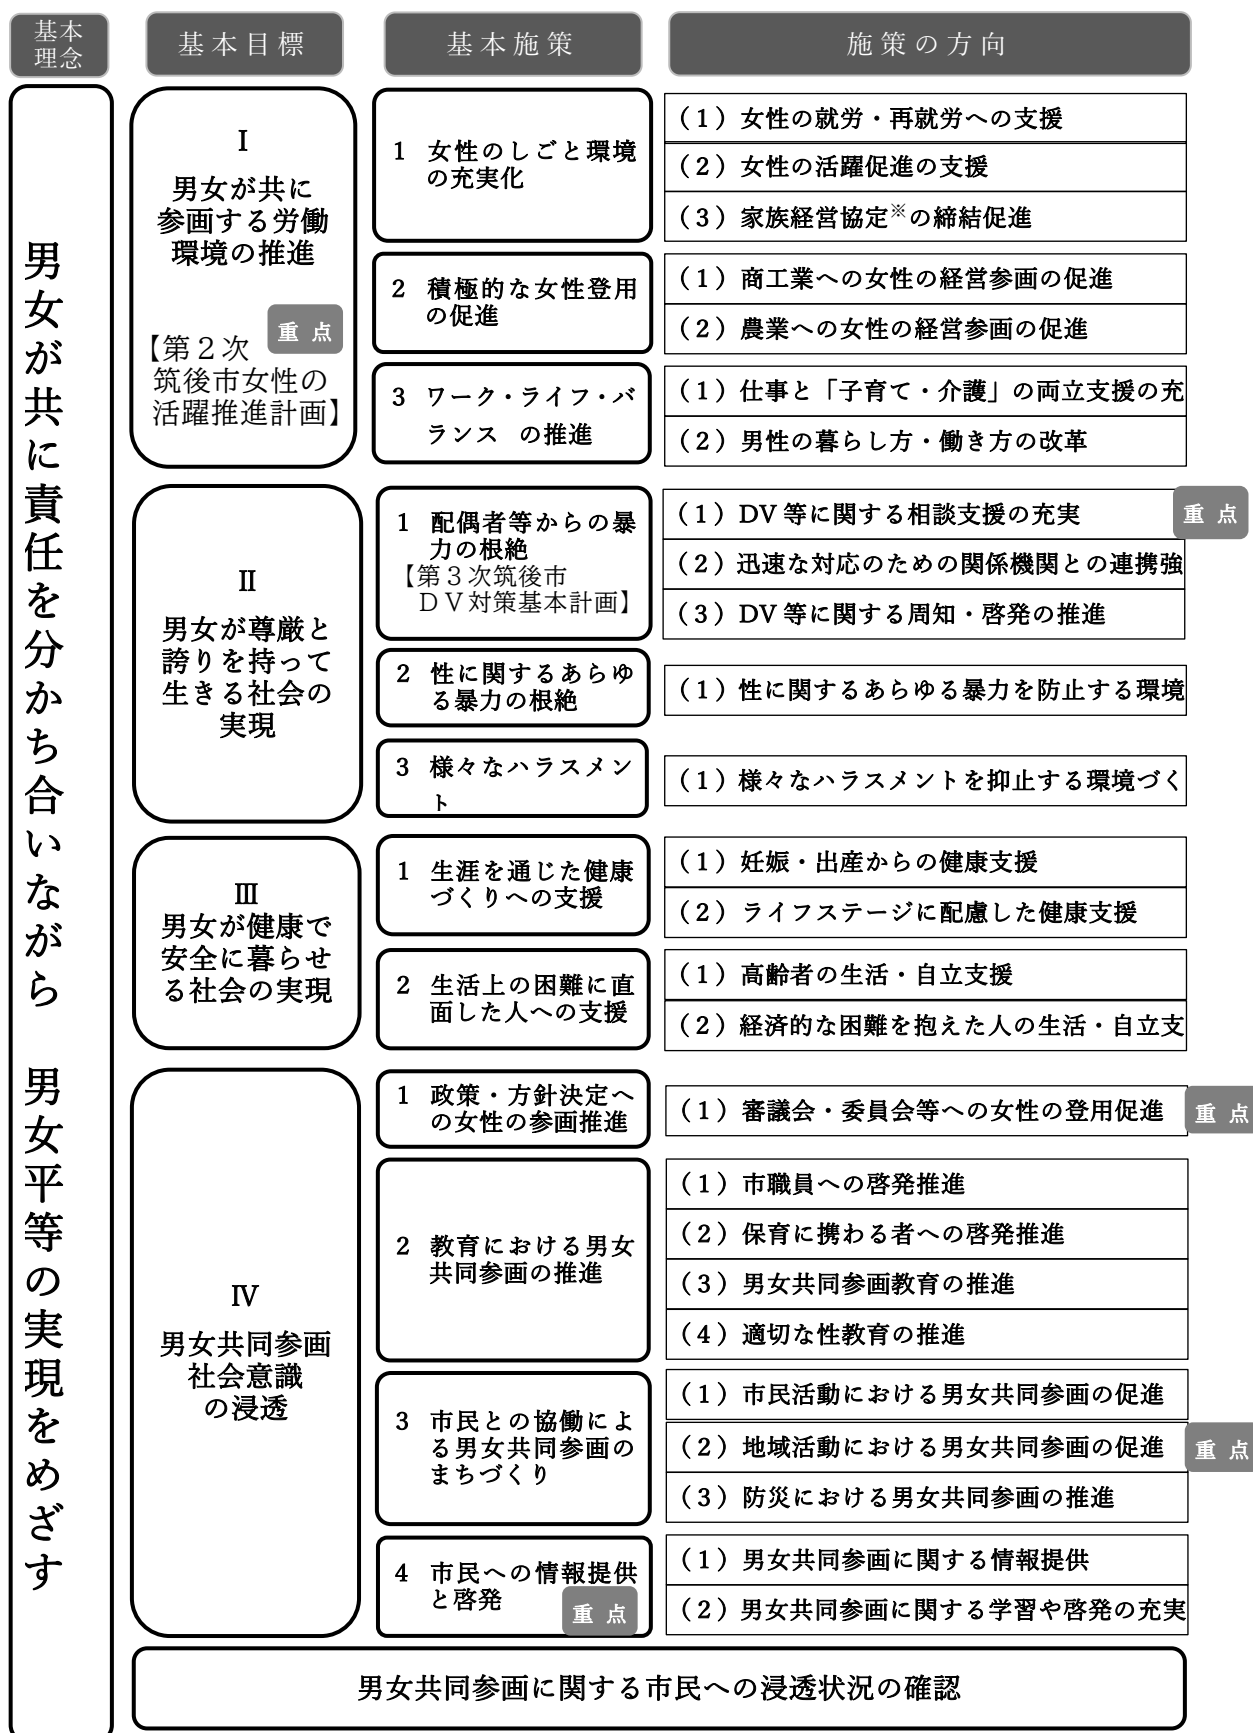 基本
理念
基本目標
基本施策
施策の方向
男女が共に責任を分かち合いながら　男女平等の実現をめざす
Ⅰ
男女が共に
参画する労働
環境の推進
重 点
【第２次
筑後市女性の
活躍推進計画】
1 女性のしごと環境
の充実化
（１）女性の就労・再就労への支援
（２）女性の活躍促進の支援
（３）家族経営協定※の締結促進
2 積極的な女性登用
の促進
（１）商工業への女性の経営参画の促進
（２）農業への女性の経営参画の促進
3 ワーク・ライフ・バ
ランス の推進
（１）仕事と「子育て・介護」の両立支援の充
（２）男性の暮らし方・働き方の改革
Ⅱ
男女が尊厳と
誇りを持って
生きる社会の
実現
1 配偶者等からの暴
力の根絶
【第３次筑後市
ＤＶ対策基本計画】
（１）DV 等に関する相談支援の充実
重 点
（２）迅速な対応のための関係機関との連携強
（３）DV 等に関する周知・啓発の推進
2 性に関するあらゆ
る暴力の根絶
（１）性に関するあらゆる暴力を防止する環境
3 様々なハラスメン
ト
（１）様々なハラスメントを抑止する環境づく
Ⅲ
男女が健康で
安全に暮らせ
る社会の実現
1 生涯を通じた健康
づくりへの支援
（１）妊娠・出産からの健康支援
（２）ライフステージに配慮した健康支援
2 生活上の困難に直
面した人への支援
（１）高齢者の生活・自立支援
（２）経済的な困難を抱えた人の生活・自立支
Ⅳ
男女共同参画
社会意識
の浸透
1 政策・方針決定へ
の女性の参画推進
（１）審議会・委員会等への女性の登用促進
重 点
2 教育における男女
共同参画の推進
（１）市職員への啓発推進
（２）保育に携わる者への啓発推進
（３）男女共同参画教育の推進
（４）適切な性教育の推進
3 市民との協働によ
る男女共同参画の
まちづくり
（１）市民活動における男女共同参画の促進
（２）地域活動における男女共同参画の促進
重 点
（３）防災における男女共同参画の推進
4 市民への情報提供
と啓発
重 点
（１）男女共同参画に関する情報提供
（２）男女共同参画に関する学習や啓発の充実
男女共同参画に関する市民への浸透状況の確認